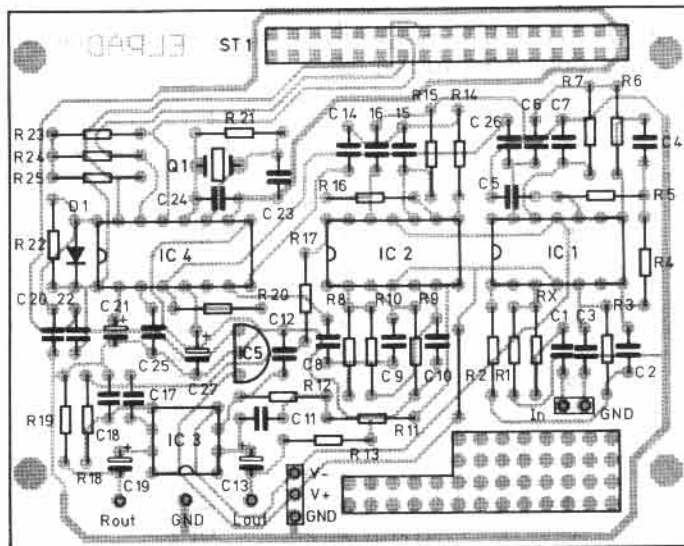 ELPAD
ST1
R7 R6
R15 R14
R21
R23
C14 16 15
C26 C6 C7
C4
R24
Q1
R25
C24
C23
R16
C5
R5
D1
R22
IC 4
R17
IC 2
IC 1
R4
C20 22
C21
R20
C12
R8 R10 R9
RX
C1 C3
R3
C25
C27
IC5
C8
C9 C10
R2 R1
C2
R12
R19
C18 C17
IC 3
C11
R11
In GND
R18
C19
C13
R13
V-
V+
Rout GND Lout
GND